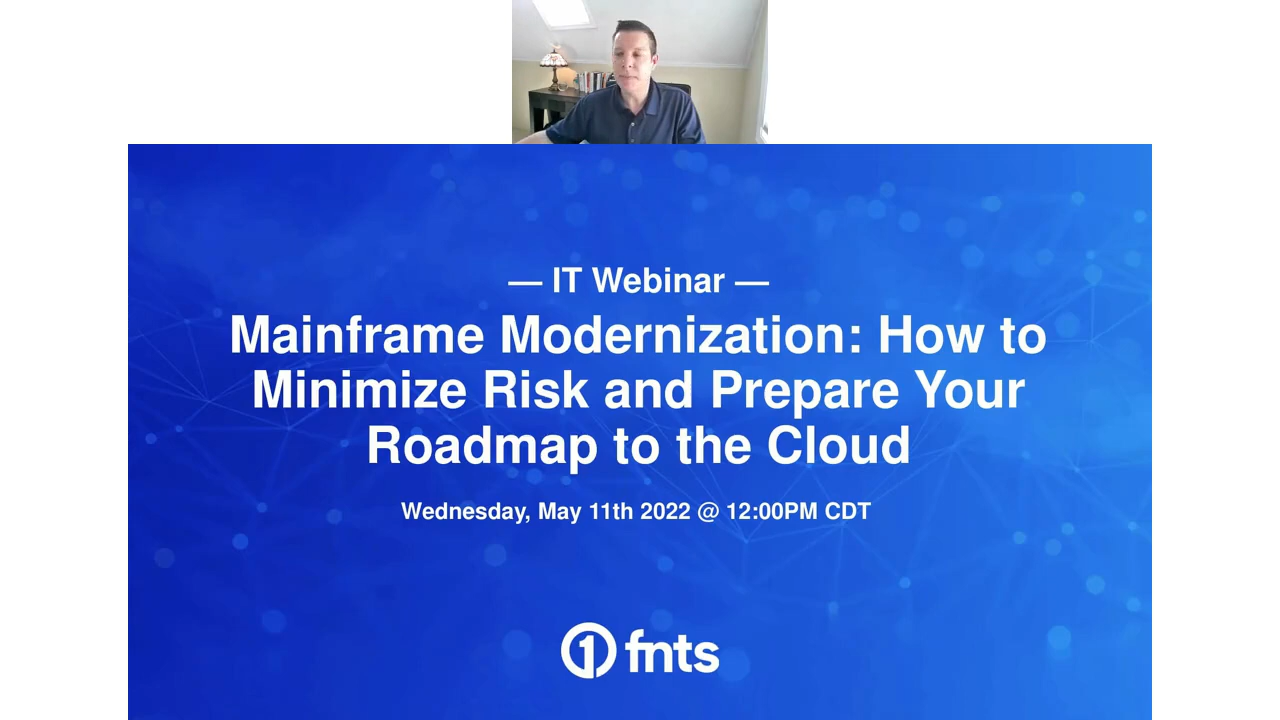 — IT Webinar —
Mainframe Modernization: How to
Minimize Risk and Prepare Your
Roadmap to the Cloud
Wednesday, May 11th 2022 @ 12:00PM CDT
1 fnts